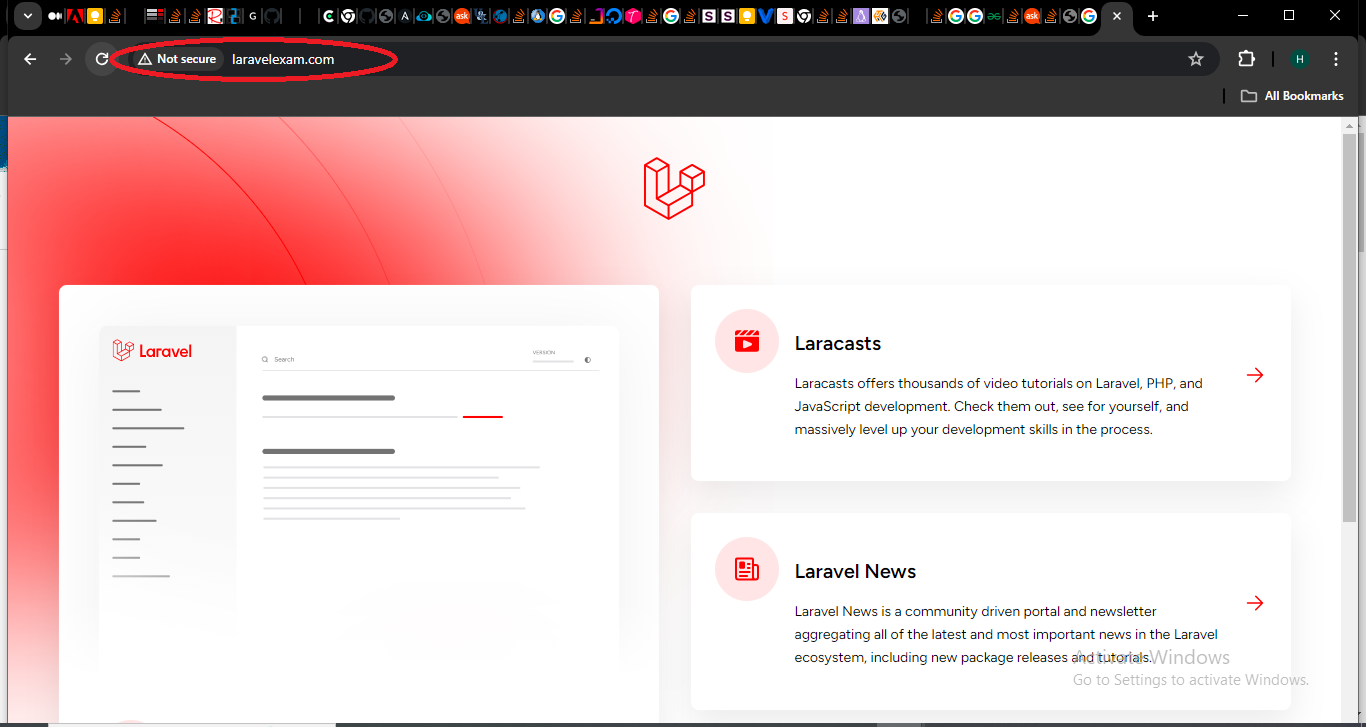 ask
ask
Not secure
laravelexam.com
H
All Bookmarks
Laravel
Search
VERSION
Laracasts
Laracasts offers thousands of video tutorials on Laravel, PHP, and
JavaScript development. Check them out, see for yourself, and
massively level up your development skills in the process.
Laravel News
Laravel News is a community driven portal and newsletter
aggregating all of the latest and most important news in the Laravel
ecosystem, including new package releases and tutorials.
Activate Windows
Go to Settings to activate Windows.